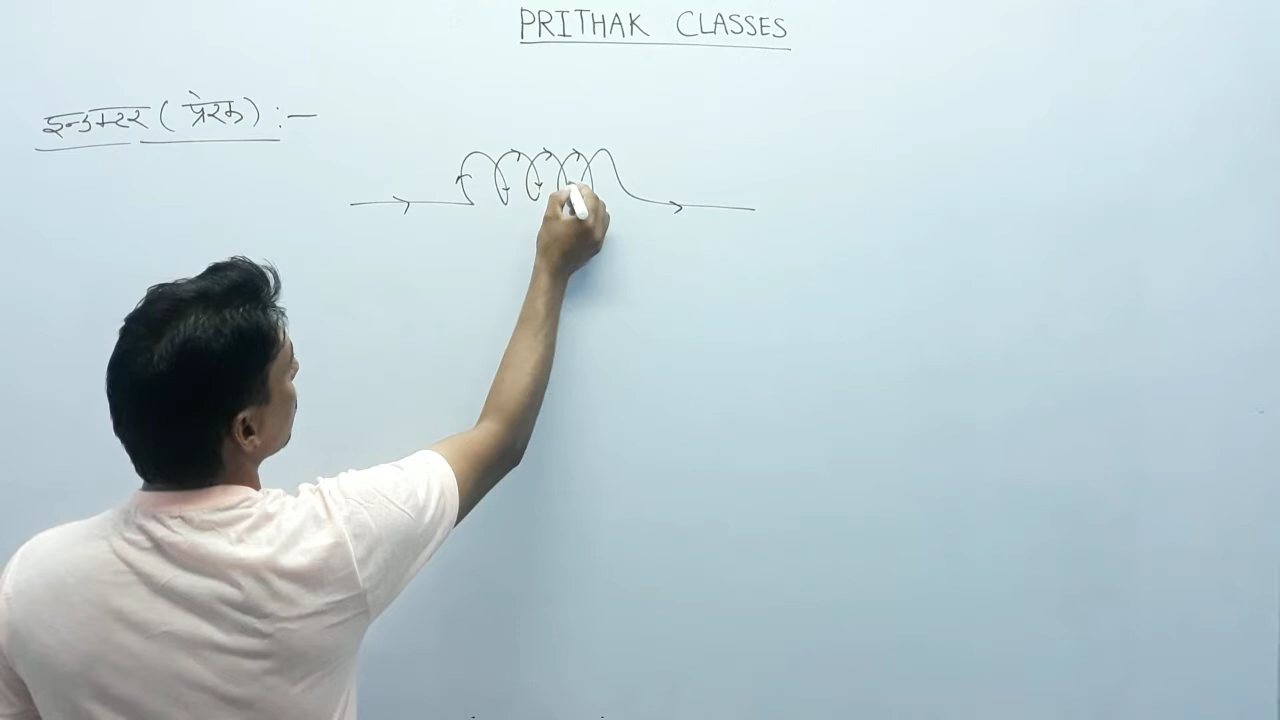 PRITHAK CLASSES
इन्डक्टर ( प्रेरक ) :-